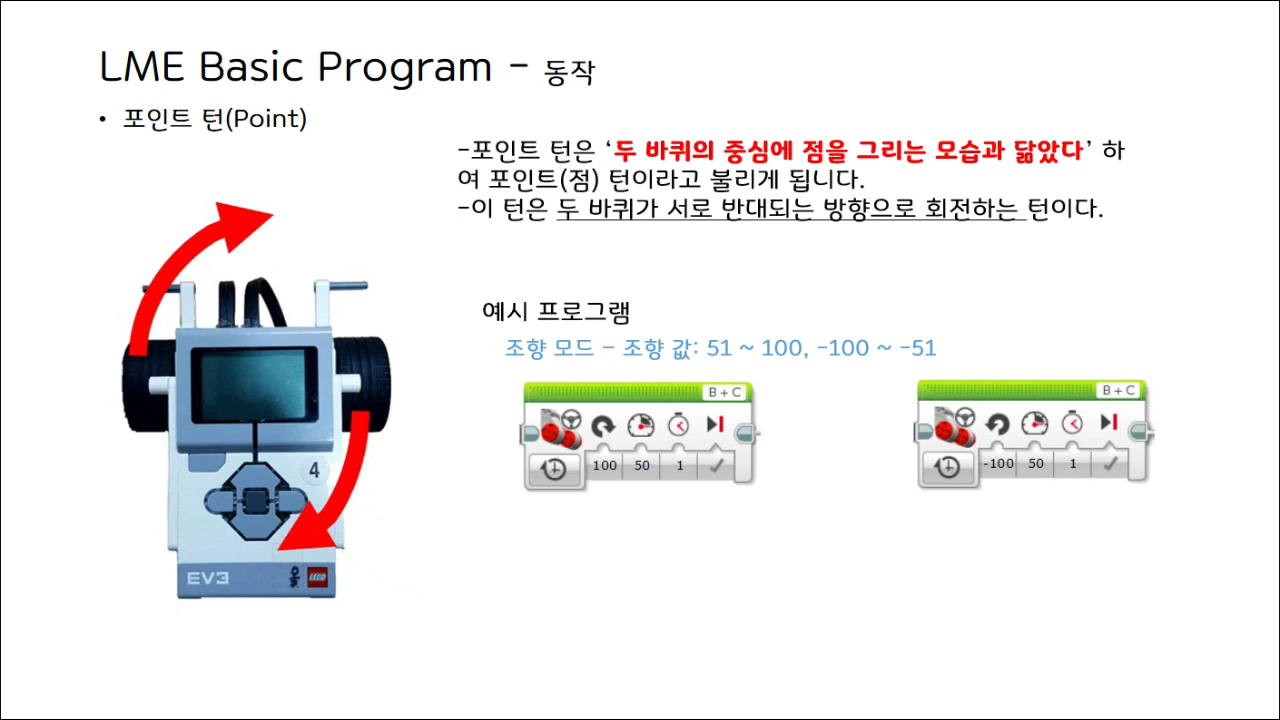 LME Basic Program - 동작
• 포인트 턴(Point)
-포인트 턴은 ‘두 바퀴의 중심에 점을 그리는 모습과 닮았다’ 하
여 포인트(점) 턴이라고 불리게 됩니다.
-이 턴은 두 바퀴가 서로 반대되는 방향으로 회전하는 턴이다.
예시 프로그램
조향 모드 - 조향 값: 51 ~ 100, -100 ~ -51
B + C
100 50 1
B + C
-100 50 1
4
EV3 LEGO